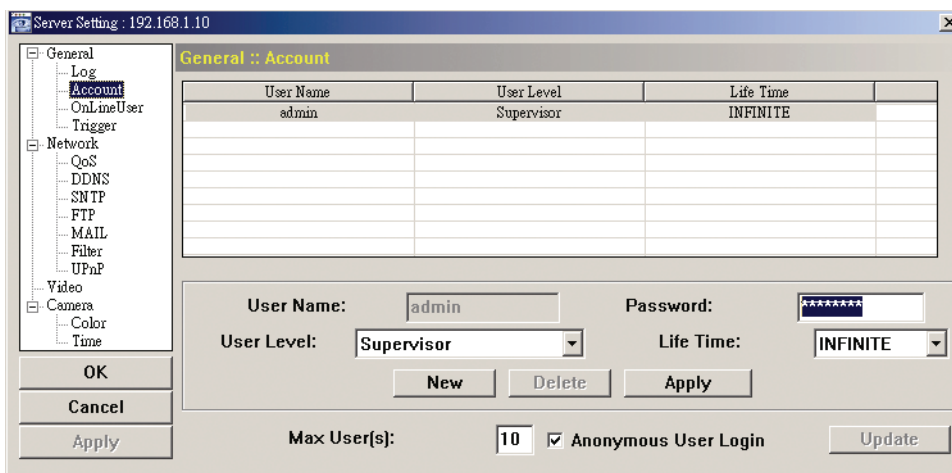 Server Setting : 192.168.1.10
General
Log
Account
OnLineUser
Trigger
Network
QoS
DDNS
SNTP
FTP
MAIL
Filter
UPnP
Video
Camera
Color
Time
OK
Cancel
Apply
General :: Account
User Name User Level Life Time
admin Supervisor INFINITE
User Name: admin Password: ********
User Level: Supervisor Life Time: INFINITE
New Delete Apply
Max User(s): 10 Anonymous User Login Update